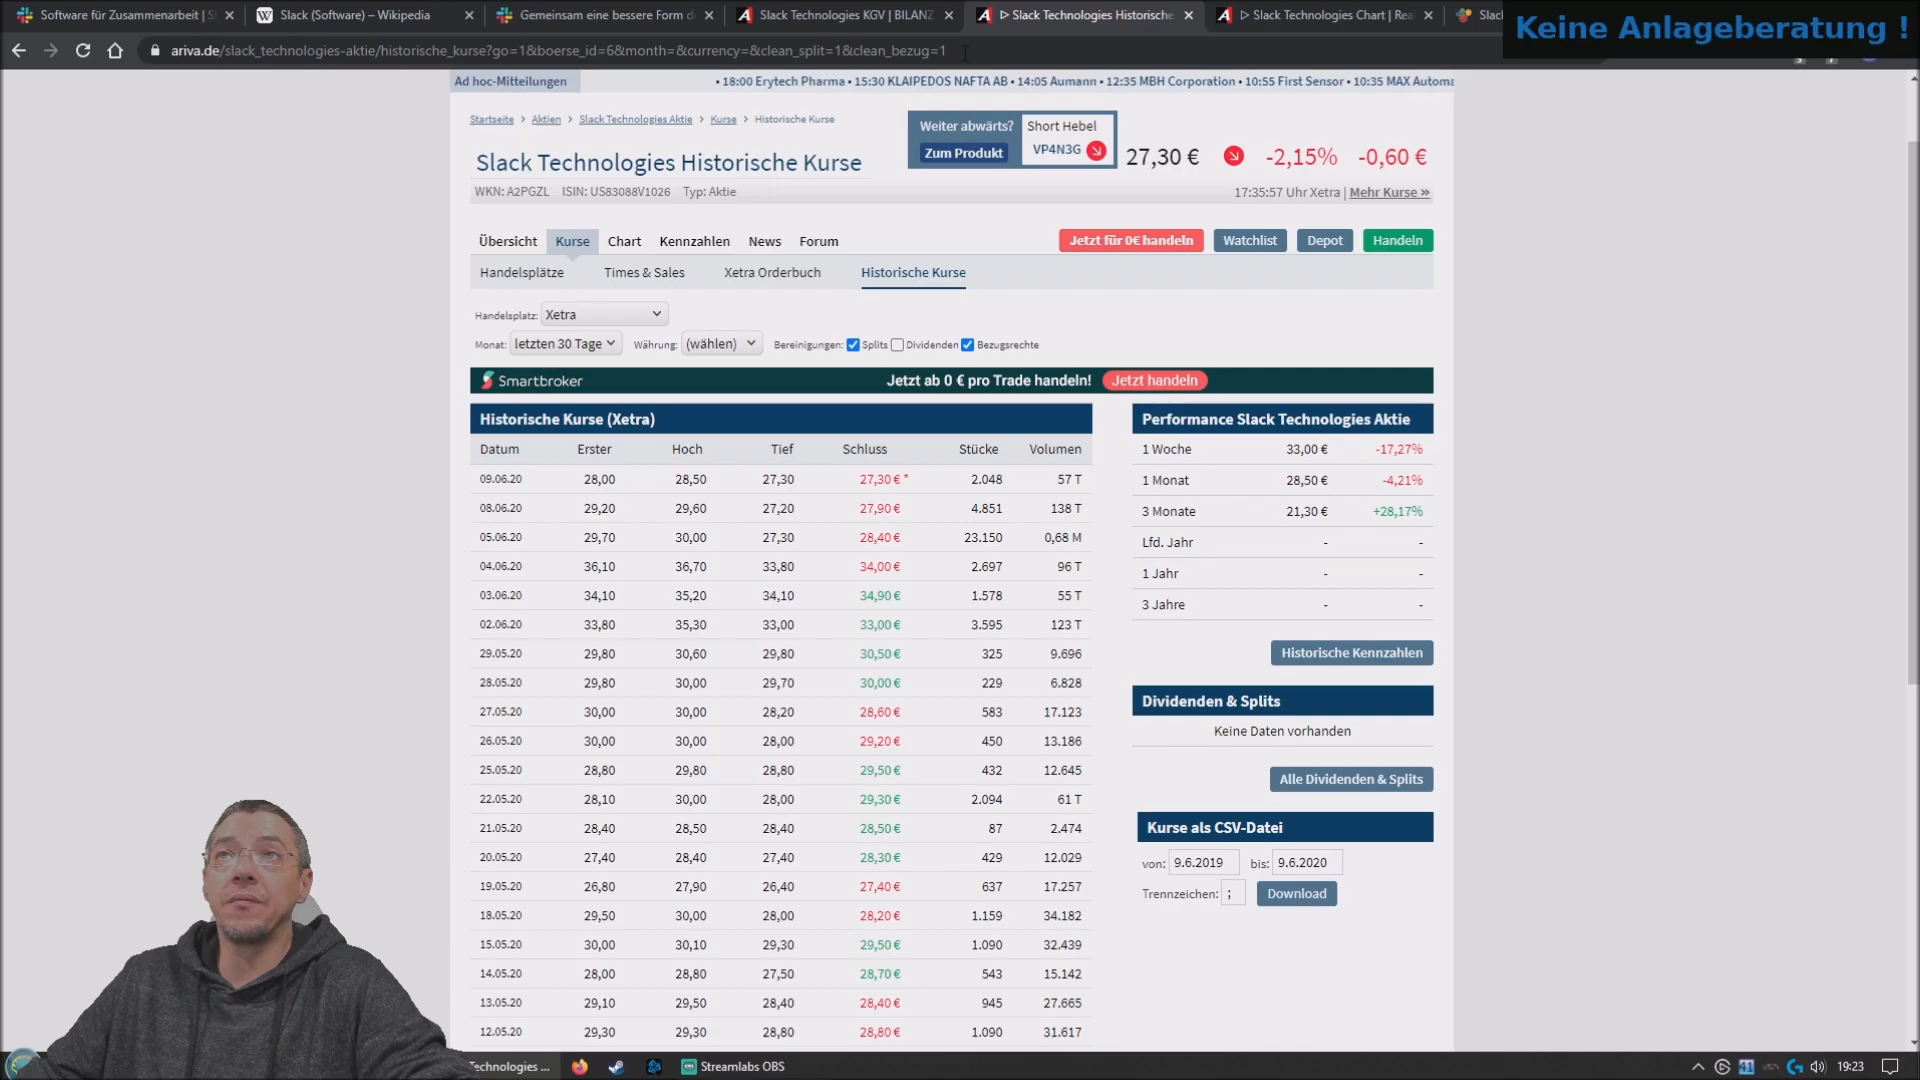 Software für Zusammenarbeit | S
Slack (Software) – Wikipedia
Gemeinsam eine bessere Form d
Slack Technologies KGV | BILANZ
▷ Slack Technologies Historische
▷ Slack Technologies Chart | Rea
Slac
Keine Anlageberatung !
ariva.de/slack_technologies-aktie/historische_kurse?go=1&boerse_id=6&month=&currency=&clean_split=1&clean_bezug=1
Ad hoc-Mitteilungen
• 18:00 Erytech Pharma • 15:30 KLAIPEDOS NAFTA AB • 14:05 Aumann • 12:35 MBH Corporation • 10:55 First Sensor • 10:35 MAX Automa
Startseite > Aktien > Slack Technologies Aktie > Kurse > Historische Kurse
Weiter abwärts?
Zum Produkt
Short Hebel
VP4N3G
27,30 € -2,15% -0,60 €
Slack Technologies Historische Kurse
WKN: A2PGZL ISIN: US83088V1026 Typ: Aktie
17:35:57 Uhr Xetra | Mehr Kurse »
Übersicht Kurse Chart Kennzahlen News Forum
Jetzt für 0€ handeln Watchlist Depot Handeln
Handelsplätze Times & Sales Xetra Orderbuch Historische Kurse
Handelsplatz: Xetra
Monat: letzten 30 Tage Währung: (wählen) Bereinigungen: Splits Dividenden Bezugsrechte
Smartbroker Jetzt ab 0 € pro Trade handeln! Jetzt handeln
Historische Kurse (Xetra)
Datum Erster Hoch Tief Schluss Stücke Volumen
09.06.20 28,00 28,50 27,30 27,30 € * 2.048 57 T
08.06.20 29,20 29,60 27,20 27,90 € 4.851 138 T
05.06.20 29,70 30,00 27,30 28,40 € 23.150 0,68 M
04.06.20 36,10 36,70 33,80 34,00 € 2.697 96 T
03.06.20 34,10 35,20 34,10 34,90 € 1.578 55 T
02.06.20 33,80 35,30 33,00 33,00 € 3.595 123 T
29.05.20 29,80 30,60 29,80 30,50 € 325 9.696
28.05.20 29,80 30,00 29,70 30,00 € 229 6.828
27.05.20 30,00 30,00 28,20 28,60 € 583 17.123
26.05.20 30,00 30,00 28,00 29,20 € 450 13.186
25.05.20 28,80 29,80 28,80 29,50 € 432 12.645
22.05.20 28,10 30,00 28,00 29,30 € 2.094 61 T
21.05.20 28,40 28,50 28,40 28,50 € 87 2.474
20.05.20 27,40 28,40 27,40 28,30 € 429 12.029
19.05.20 26,80 27,90 26,40 27,40 € 637 17.257
18.05.20 29,50 30,00 28,00 28,20 € 1.159 34.182
15.05.20 30,00 30,10 29,30 29,50 € 1.090 32.439
14.05.20 28,00 28,80 27,50 28,70 € 543 15.142
13.05.20 29,10 29,50 28,40 28,40 € 945 27.665
12.05.20 29,30 29,30 28,80 28,80 € 1.090 31.617
Performance Slack Technologies Aktie
1 Woche 33,00 € -17,27%
1 Monat 28,50 € -4,21%
3 Monate 21,30 € +28,17%
Lfd. Jahr - -
1 Jahr - -
3 Jahre - -
Historische Kennzahlen
Dividenden & Splits
Keine Daten vorhanden
Alle Dividenden & Splits
Kurse als CSV-Datei
von: 9.6.2019 bis: 9.6.2020
Trennzeichen: ; Download
Technologies ...
Streamlabs OBS
19:23